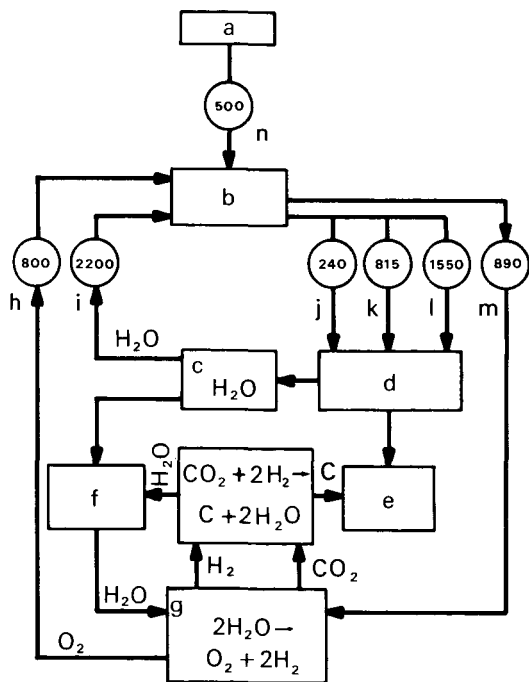 a
500
n
b
800
2200
240
815
1550
890
h
i
j
k
l
m
H₂O
c
H₂O
d
f
H₂O
CO₂ + 2H₂ →
C + 2H₂O
C
e
H₂
CO₂
H₂O
g
2H₂O →
O₂ + 2H₂
O₂